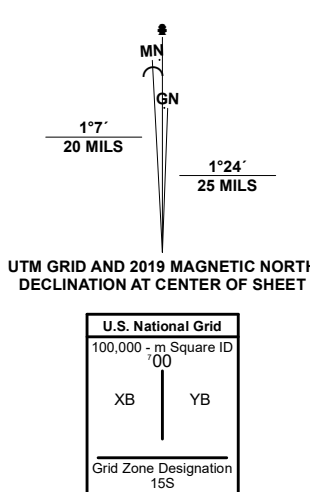 MN
GN
1°7´
20 MILS
1°24´
25 MILS
UTM GRID AND 2019 MAGNETIC NORTH
DECLINATION AT CENTER OF SHEET
U.S. National Grid
100,000 - m Square ID
700
XB YB
Grid Zone Designation
15S